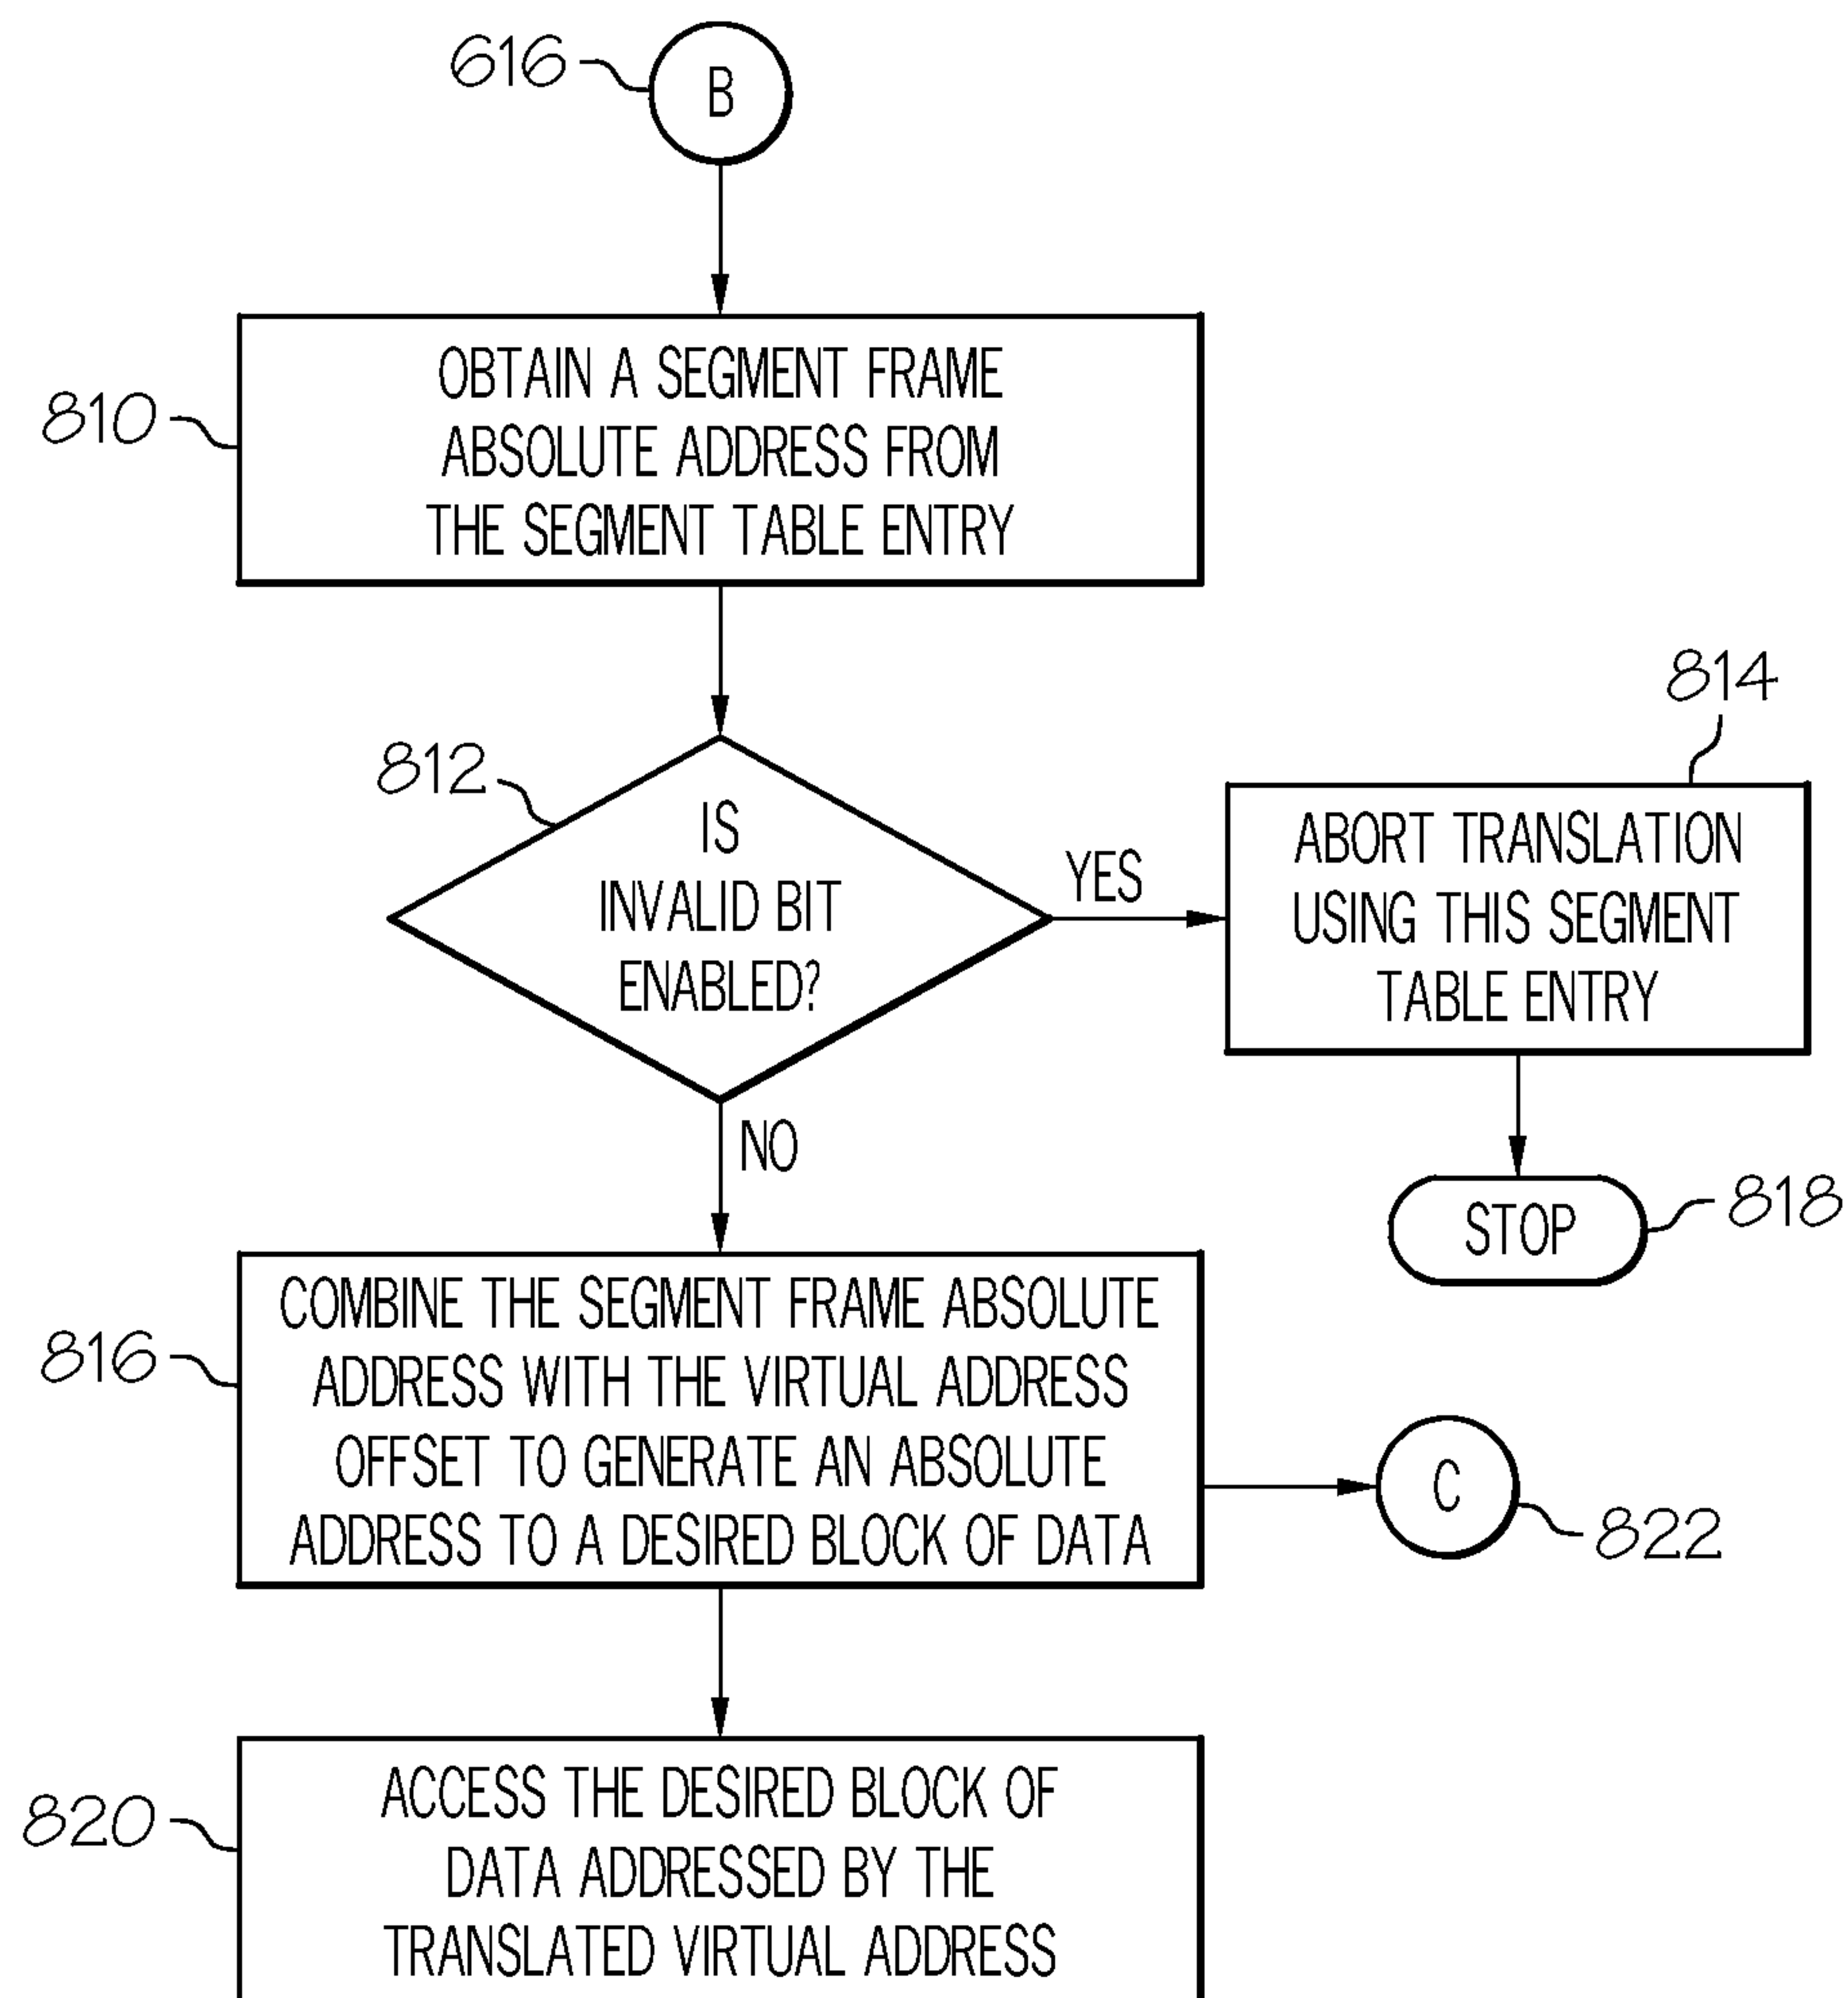 616
B
810
OBTAIN A SEGMENT FRAME
ABSOLUTE ADDRESS FROM
THE SEGMENT TABLE ENTRY
812
IS
INVALID BIT
ENABLED?
YES
814
ABORT TRANSLATION
USING THIS SEGMENT
TABLE ENTRY
NO
STOP
818
816
COMBINE THE SEGMENT FRAME ABSOLUTE
ADDRESS WITH THE VIRTUAL ADDRESS
OFFSET TO GENERATE AN ABSOLUTE
ADDRESS TO A DESIRED BLOCK OF DATA
C
822
820
ACCESS THE DESIRED BLOCK OF
DATA ADDRESSED BY THE
TRANSLATED VIRTUAL ADDRESS